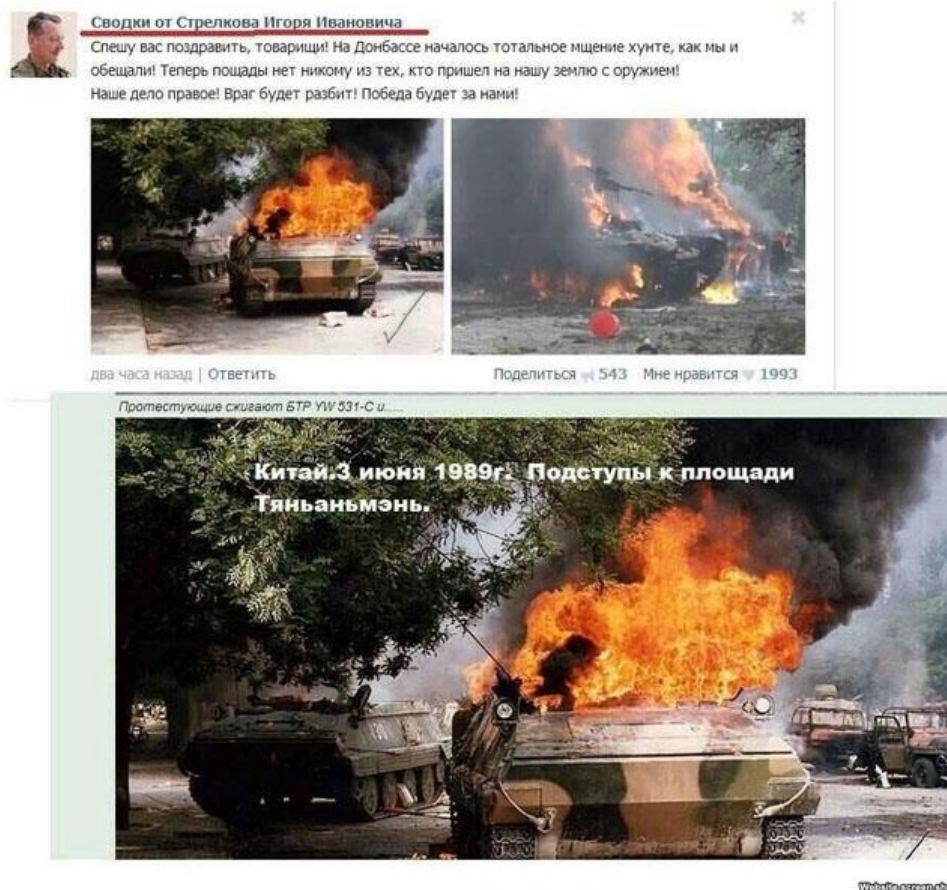 Сводки от Стрелкова Игоря Ивановича
Спешу вас поздравить, товарищи! На Донбассе началось тотальное мщение хунте, как мы и
обещали! Теперь пощады нет никому из тех, кто пришел на нашу землю с оружием!
Наше дело правое! Враг будет разбит! Победа будет за нами!
два часа назад | Ответить
Поделиться 543 Мне нравится 1993
Протестующие сжигают БТР YW 531-С и.....
Китай.3 июня 1989г. Подступы к площади
Тяньаньмэнь.
Website screen sh